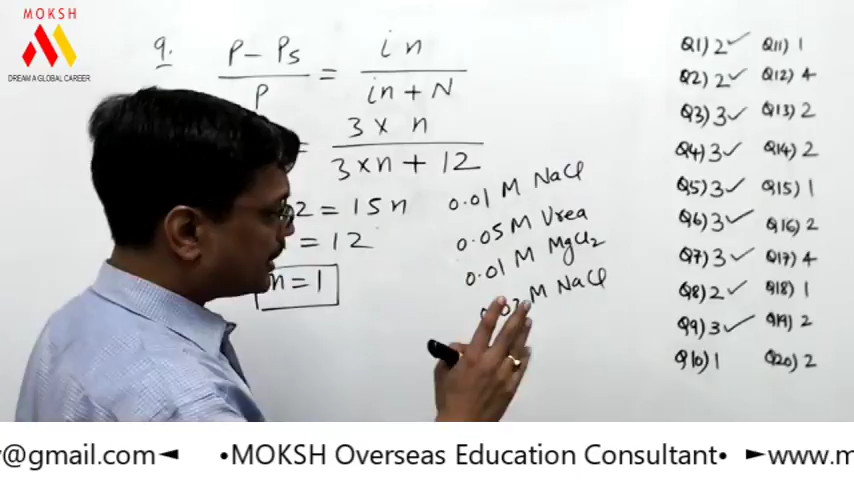 MOKSH
DREAM A GLOBAL CAREER
9. P - Ps / P = in / in + N
= 3 × n / 3 × n + 12
2 = 15 n
= 12
n = 1
0.01 M NaCl
0.05 M Urea
0.01 M MgCl2
M NaCl
Q1) 2 ✓ Q11) 1
Q2) 2 ✓ Q12) 4
Q3) 3 ✓ Q13) 2
Q4) 3 ✓ Q14) 2
Q5) 3 ✓ Q15) 1
Q6) 3 ✓ Q16) 2
Q7) 3 ✓ Q17) 4
Q8) 2 ✓ Q18) 1
Q9) 3 ✓ Q19) 2
Q10) 1 Q20) 2
@gmail.com◄ •MOKSH Overseas Education Consultant• ►www.m